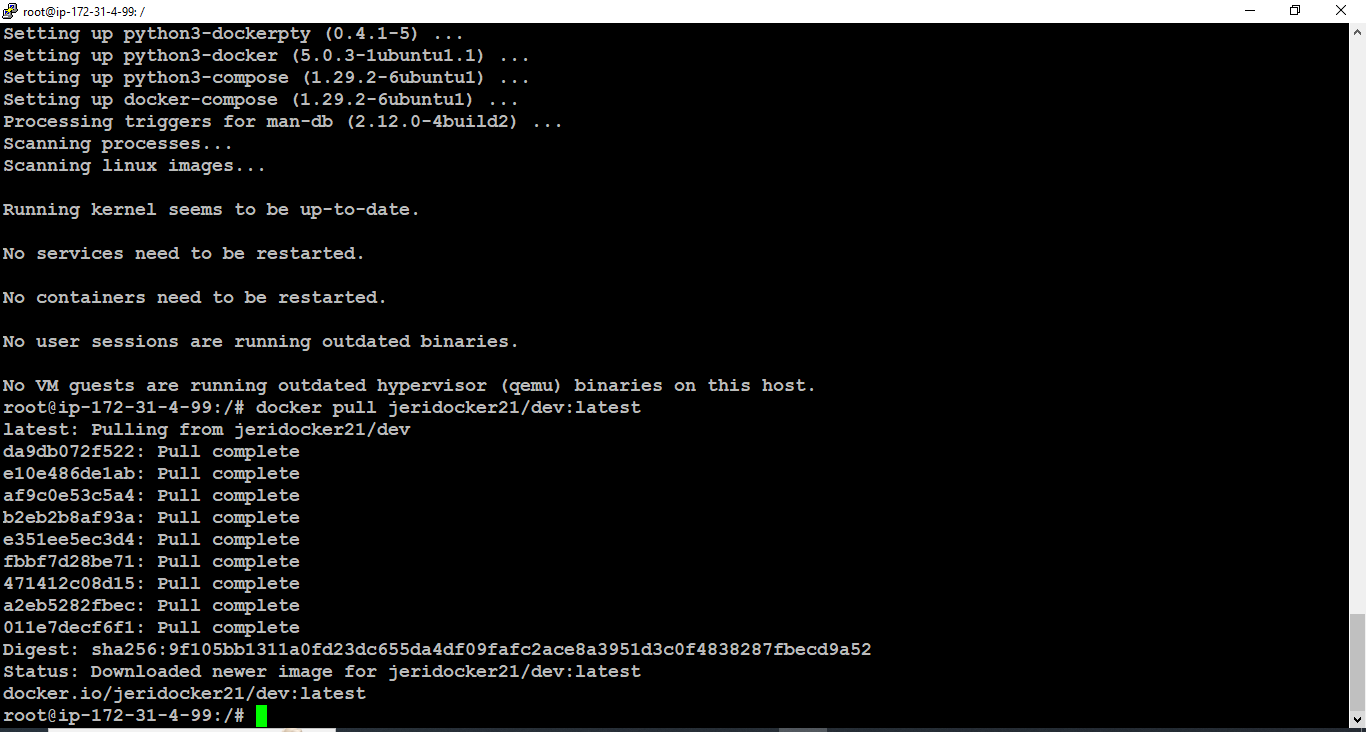 root@ip-172-31-4-99: /
Setting up python3-dockerpty (0.4.1-5) ...
Setting up python3-docker (5.0.3-1ubuntu1.1) ...
Setting up python3-compose (1.29.2-6ubuntu1) ...
Setting up docker-compose (1.29.2-6ubuntu1) ...
Processing triggers for man-db (2.12.0-4build2) ...
Scanning processes...
Scanning linux images...
Running kernel seems to be up-to-date.
No services need to be restarted.
No containers need to be restarted.
No user sessions are running outdated binaries.
No VM guests are running outdated hypervisor (qemu) binaries on this host.
root@ip-172-31-4-99:/# docker pull jeridocker21/dev:latest
latest: Pulling from jeridocker21/dev
da9db072f522: Pull complete
e10e486de1ab: Pull complete
af9c0e53c5a4: Pull complete
b2eb2b8af93a: Pull complete
e351ee5ec3d4: Pull complete
fbbf7d28be71: Pull complete
471412c08d15: Pull complete
a2eb5282fbec: Pull complete
011e7decf6f1: Pull complete
Digest: sha256:9f105bb1311a0fd23dc655da4df09fafc2ace8a3951d3c0f4838287fbecd9a52
Status: Downloaded newer image for jeridocker21/dev:latest
docker.io/jeridocker21/dev:latest
root@ip-172-31-4-99:/#